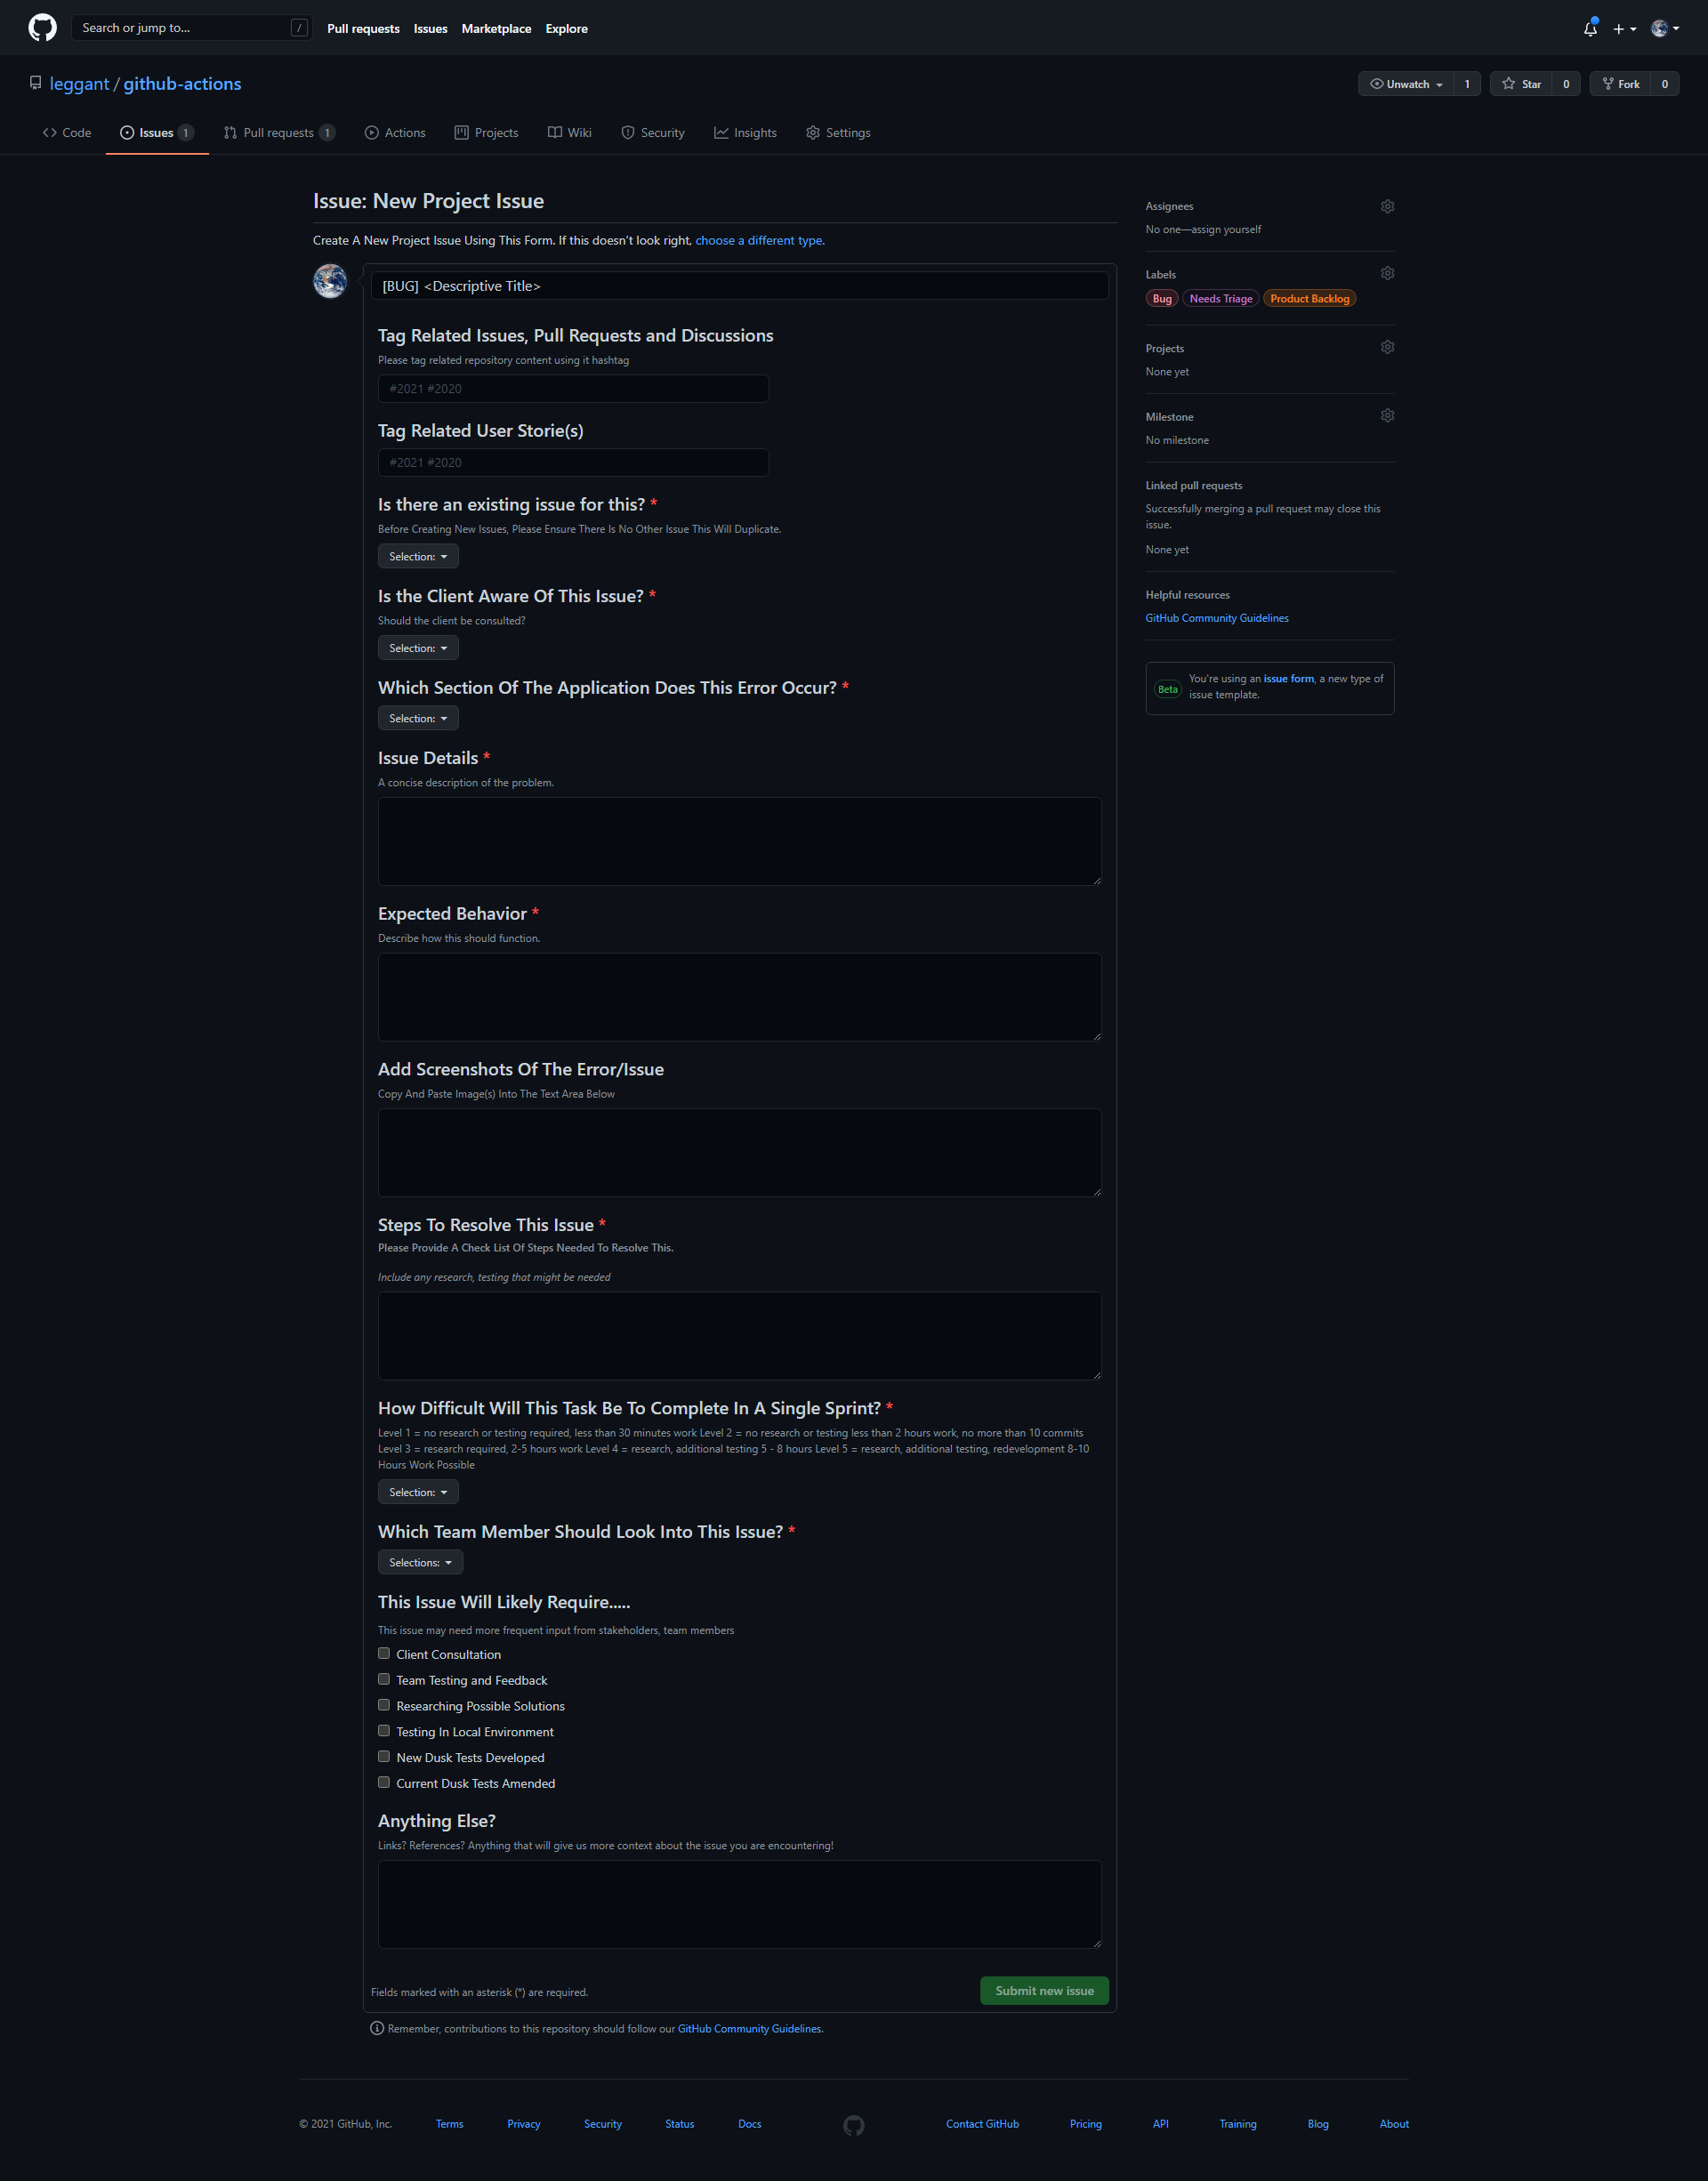 Search or jump to... /
Pull requests Issues Marketplace Explore
leggant / github-actions
Unwatch 1 Star 0 Fork 0
Code Issues 1 Pull requests 1 Actions Projects Wiki Security Insights Settings
Issue: New Project Issue
Create A New Project Issue Using This Form. If this doesn’t look right, choose a different type.
[BUG] <Descriptive Title>
Tag Related Issues, Pull Requests and Discussions
Please tag related repository content using it hashtag
#2021 #2020
Tag Related User Storie(s)
#2021 #2020
Is there an existing issue for this? *
Before Creating New Issues, Please Ensure There Is No Other Issue This Will Duplicate.
Selection:
Is the Client Aware Of This Issue? *
Should the client be consulted?
Selection:
Which Section Of The Application Does This Error Occur? *
Selection:
Issue Details *
A concise description of the problem.
Expected Behavior *
Describe how this should function.
Add Screenshots Of The Error/Issue
Copy And Paste Image(s) Into The Text Area Below
Steps To Resolve This Issue *
Please Provide A Check List Of Steps Needed To Resolve This.
Include any research, testing that might be needed
How Difficult Will This Task Be To Complete In A Single Sprint? *
Level 1 = no research or testing required, less than 30 minutes work Level 2 = no research or testing less than 2 hours work, no more than 10 commits
Level 3 = research required, 2-5 hours work Level 4 = research, additional testing 5 - 8 hours Level 5 = research, additional testing, redevelopment 8-10
Hours Work Possible
Selection:
Which Team Member Should Look Into This Issue? *
Selections:
This Issue Will Likely Require.....
This issue may need more frequent input from stakeholders, team members
Client Consultation
Team Testing and Feedback
Researching Possible Solutions
Testing In Local Environment
New Dusk Tests Developed
Current Dusk Tests Amended
Anything Else?
Links? References? Anything that will give us more context about the issue you are encountering!
Fields marked with an asterisk (*) are required.
Submit new issue
Remember, contributions to this repository should follow our GitHub Community Guidelines.
Assignees
No one—assign yourself
Labels
Bug Needs Triage Product Backlog
Projects
None yet
Milestone
No milestone
Linked pull requests
Successfully merging a pull request may close this
issue.
None yet
Helpful resources
GitHub Community Guidelines
Beta
You're using an issue form, a new type of
issue template.
© 2021 GitHub, Inc. Terms Privacy Security Status Docs Contact GitHub Pricing API Training Blog About